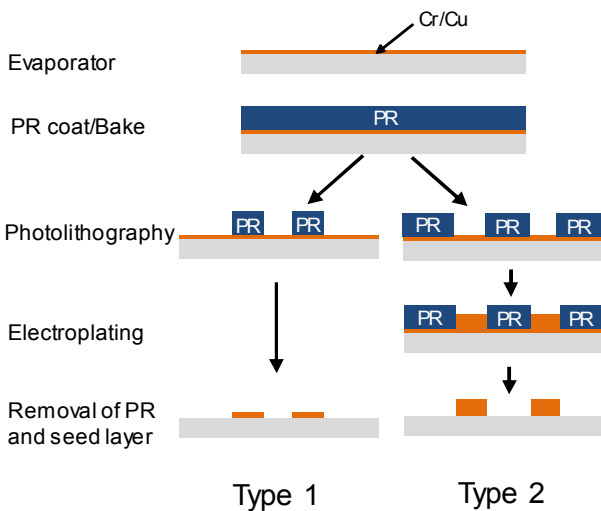 Cr/Cu
Evaporator
PR coat/Bake
PR
Photolithography
PR PR
PR PR PR
Electroplating
PR PR PR
Removal of PR
and seed layer
Type 1
Type 2